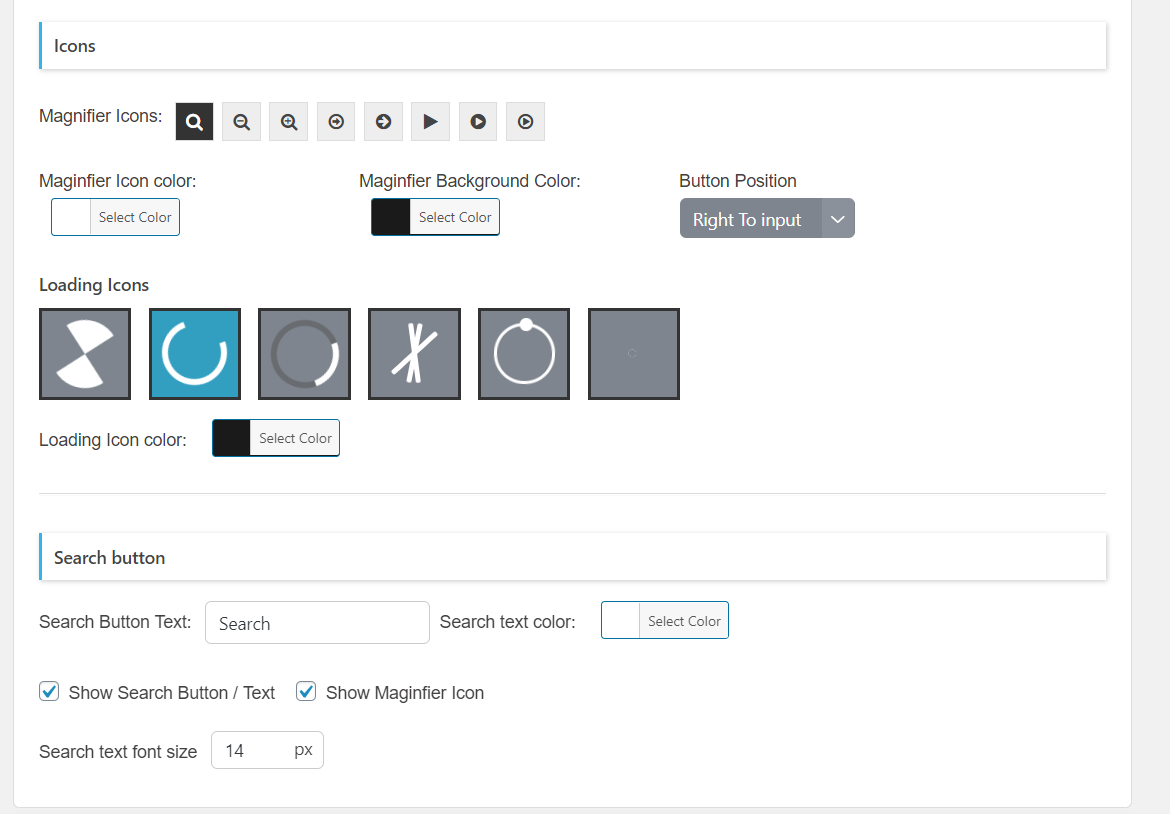 Icons
Magnifier Icons:
Maginfier Icon color:
Maginfier Background Color:
Button Position
Select Color
Select Color
Right To input
Loading Icons
Loading Icon color:
Select Color
Search button
Search Button Text:
Search
Search text color:
Select Color
Show Search Button / Text
Show Maginfier Icon
Search text font size
14
px